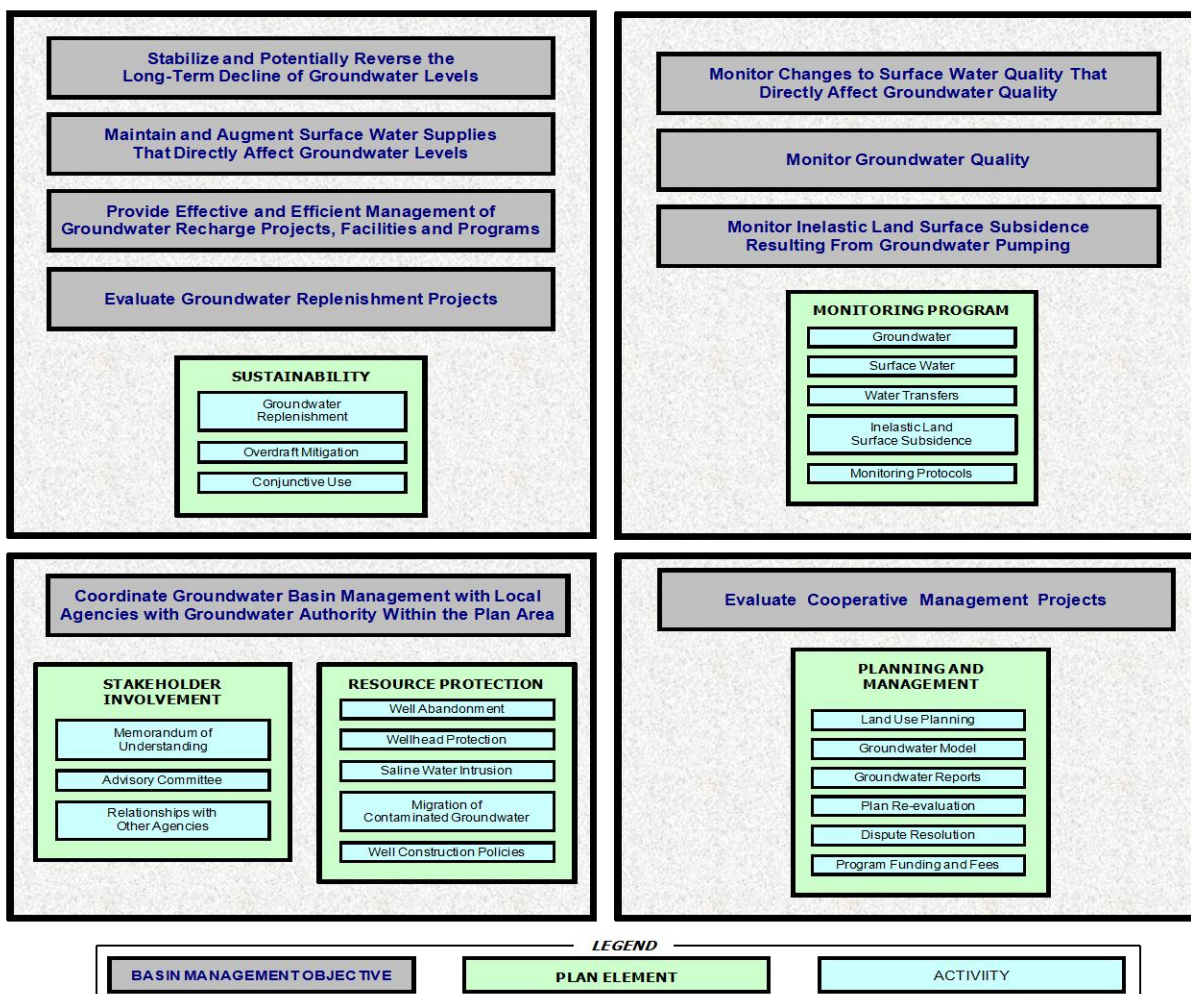 Stabilize and Potentially Reverse the
Long-Term Decline of Groundwater Levels
Maintain and Augment Surface Water Supplies
That Directly Affect Groundwater Levels
Provide Effective and Efficient Management of
Groundwater Recharge Projects, Facilities and Programs
Evaluate Groundwater Replenishment Projects
SUSTAINABILITY
Groundwater
Replenishment
Overdraft Mitigation
Conjunctive Use
Monitor Changes to Surface Water Quality That
Directly Affect Groundwater Quality
Monitor Groundwater Quality
Monitor Inelastic Land Surface Subsidence
Resulting From Groundwater Pumping
MONITORING PROGRAM
Groundwater
Surface Water
Water Transfers
Inelastic Land
Surface Subsidence
Monitoring Protocols
Coordinate Groundwater Basin Management with Local
Agencies with Groundwater Authority Within the Plan Area
STAKEHOLDER
INVOLVEMENT
Memorandum of
Understanding
Advisory Committee
Relationships with
Other Agencies
RESOURCE PROTECTION
Well Abandonment
Wellhead Protection
Saline Water Intrusion
Migration of
Contaminated Groundwater
Well Construction Policies
Evaluate Cooperative Management Projects
PLANNING AND
MANAGEMENT
Land Use Planning
Groundwater Model
Groundwater Reports
Plan Re-evaluation
Dispute Resolution
Program Funding and Fees
LEGEND
BASIN MANAGEMENT OBJECTIVE
PLAN ELEMENT
ACTIVIITY